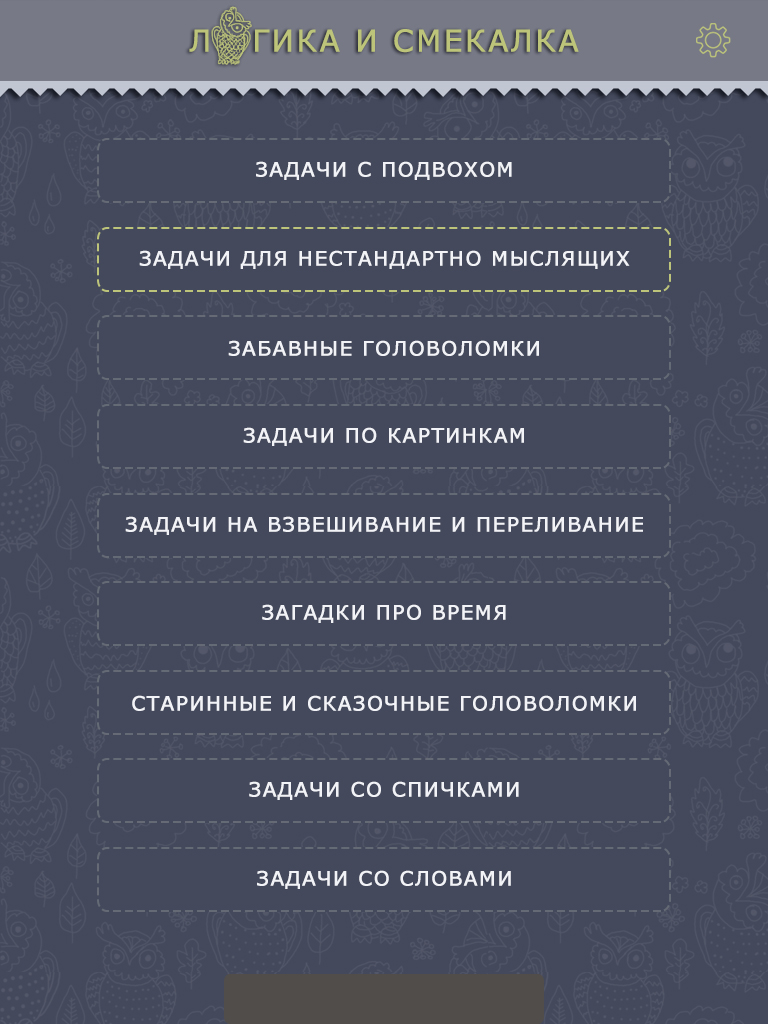 ЛОГИКА И СМЕКАЛКА
ЗАДАЧИ С ПОДВОХОМ
ЗАДАЧИ ДЛЯ НЕСТАНДАРТНО МЫСЛЯЩИХ
ЗАБАВНЫЕ ГОЛОВОЛОМКИ
ЗАДАЧИ ПО КАРТИНКАМ
ЗАДАЧИ НА ВЗВЕШИВАНИЕ И ПЕРЕЛИВАНИЕ
ЗАГАДКИ ПРО ВРЕМЯ
СТАРИННЫЕ И СКАЗОЧНЫЕ ГОЛОВОЛОМКИ
ЗАДАЧИ СО СПИЧКАМИ
ЗАДАЧИ СО СЛОВАМИ